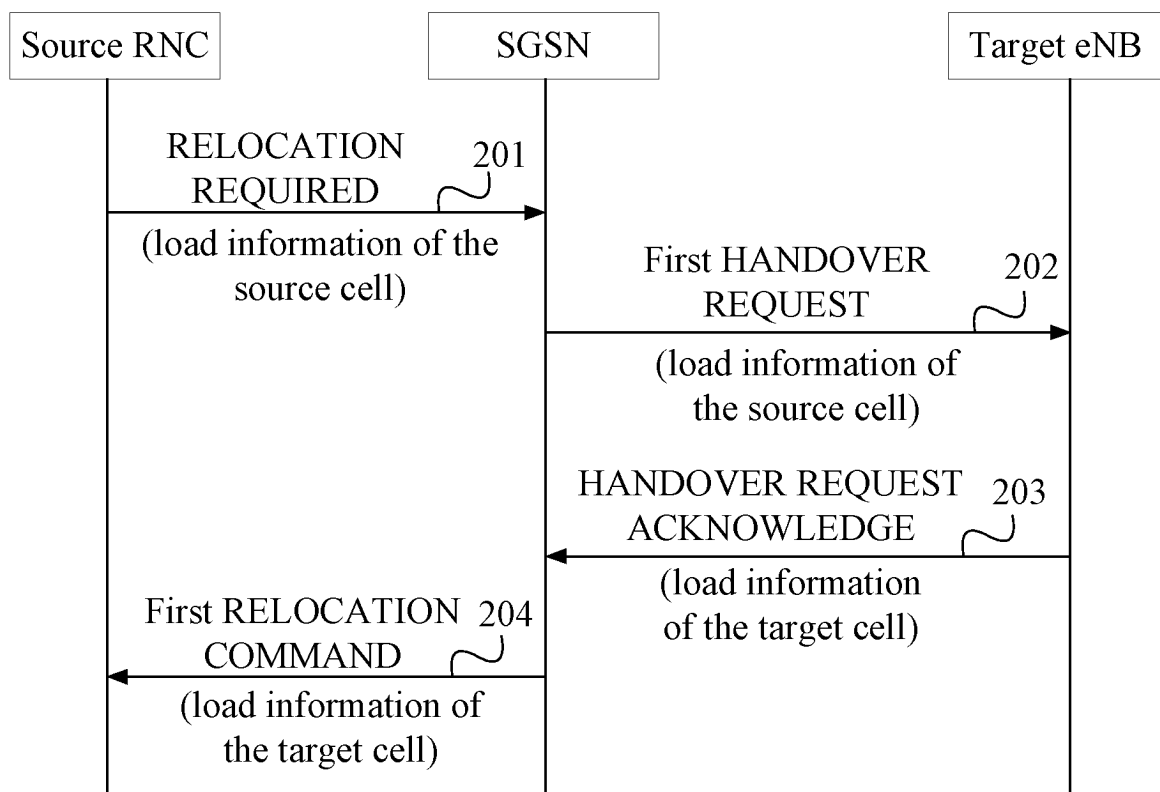 Source RNC
SGSN
Target eNB
RELOCATION
REQUIRED
201
(load information of the
source cell)
First HANDOVER
REQUEST
202
(load information of
the source cell)
HANDOVER REQUEST
ACKNOWLEDGE
203
(load information
of the target cell)
First RELOCATION
COMMAND
204
(load information of
the target cell)